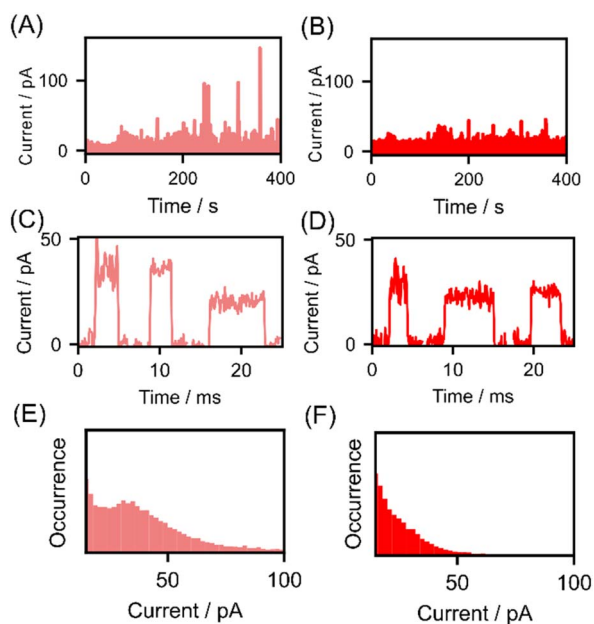 (A)
Current / pA
100
0
0
200
400
Time / s
(B)
Current / pA
100
0
0
200
400
Time / s
(C)
Current / pA
50
0
0
10
20
Time / ms
(D)
Current / pA
50
0
0
10
20
Time / ms
(E)
Occurrence
50
100
Current / pA
(F)
Occurrence
50
100
Current / pA